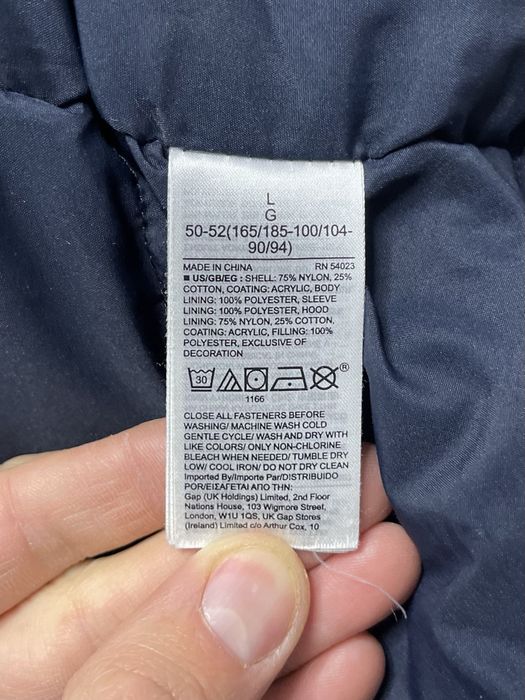 L
G
50-52(165/185-100/104-
90/94)
MADE IN CHINA RN 54023
■ US/GB/EG : SHELL: 75% NYLON, 25%
COTTON, COATING: ACRYLIC, BODY
LINING: 100% POLYESTER, SLEEVE
LINING: 100% POLYESTER, HOOD
LINING: 75% NYLON, 25% COTTON,
COATING: ACRYLIC, FILLING: 100%
POLYESTER, EXCLUSIVE OF
DECORATION
30 ®
1166
CLOSE ALL FASTENERS BEFORE
WASHING/ MACHINE WASH COLD
GENTLE CYCLE/ WASH AND DRY WITH
LIKE COLORS/ ONLY NON-CHLORINE
BLEACH WHEN NEEDED/ TUMBLE DRY
LOW/ COOL IRON/ DO NOT DRY CLEAN
Imported By/Importe Par/DISTRIBUIDO
POR/ΕΙΣΑΓΕΤΑΙ ΑΠΟ ΤΗΝ:
Gap (UK Holdings) Limited, 2nd Floor
Nations House, 103 Wigmore Street,
London, W1U 1QS, UK Gap Stores
(Ireland) Limited c/o Arthur Cox, 10